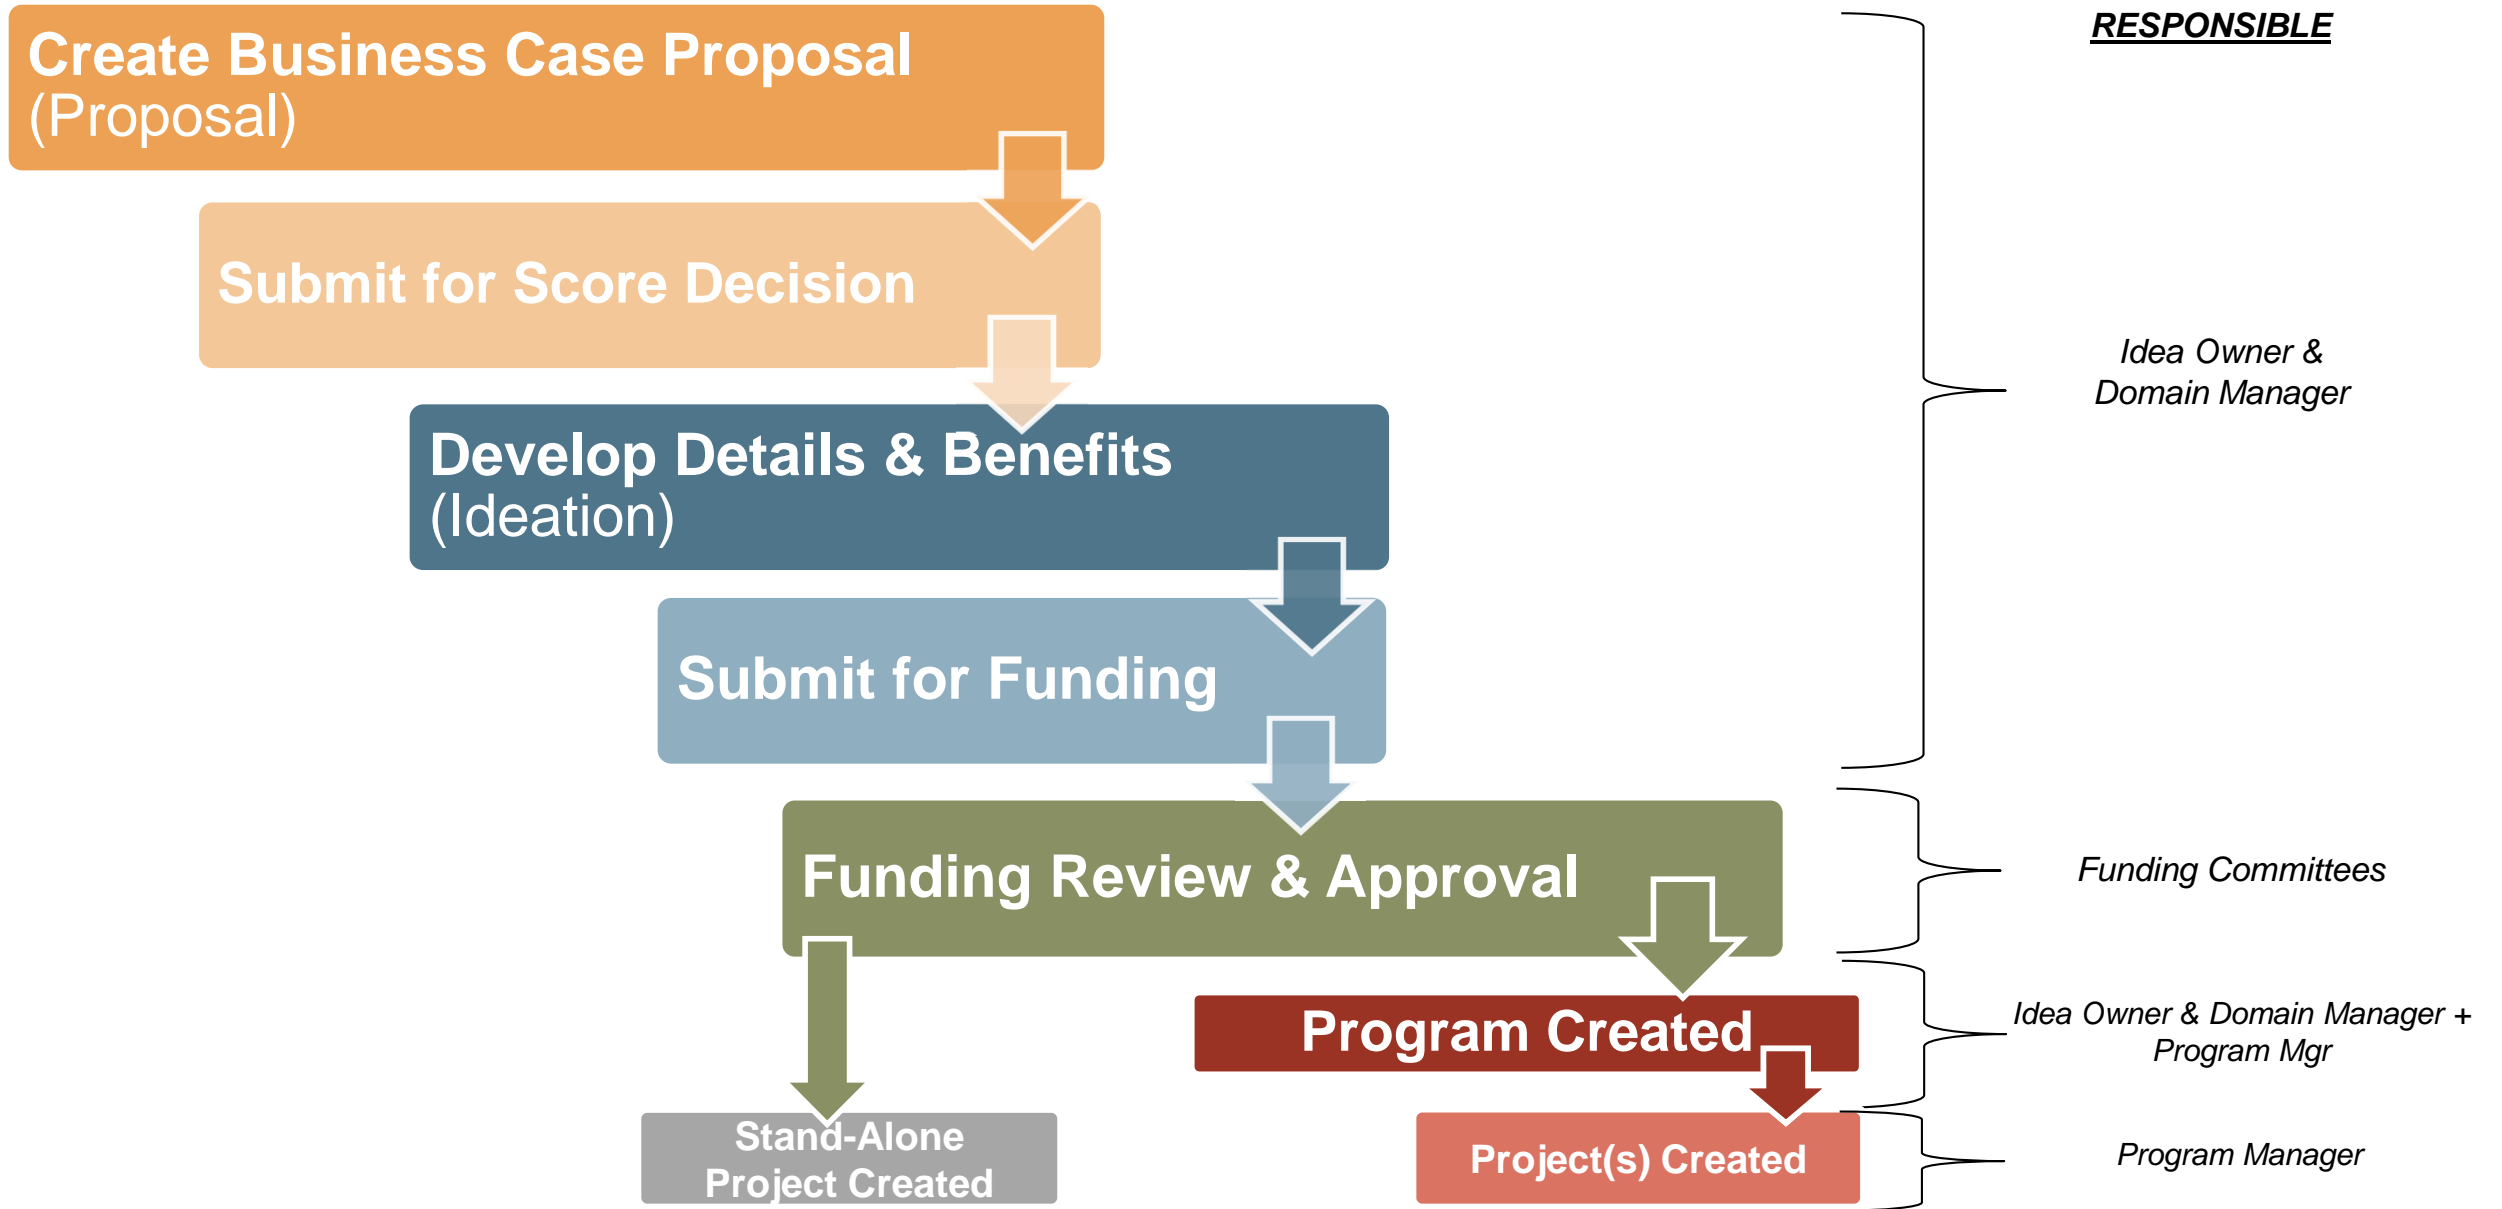 RESPONSIBLE
Create Business Case Proposal
(Proposal)
Submit for Score Decision
Idea Owner &
Domain Manager
Develop Details & Benefits
(Ideation)
Submit for Funding
Funding Review & Approval
Funding Committees
Program Created
Idea Owner & Domain Manager +
Program Mgr
Stand-Alone
Project Created
Project(s) Created
Program Manager